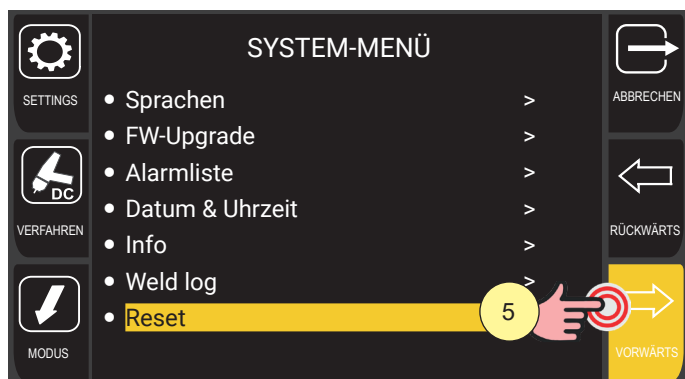 SYSTEM-MENÜ
SETTINGS
VERFAHREN
DC
MODUS
• Sprachen >
• FW-Upgrade >
• Alarmliste >
• Datum & Uhrzeit >
• Info >
• Weld log >
• Reset
5
ABBRECHEN
RÜCKWÄRTS
VORWÄRTS